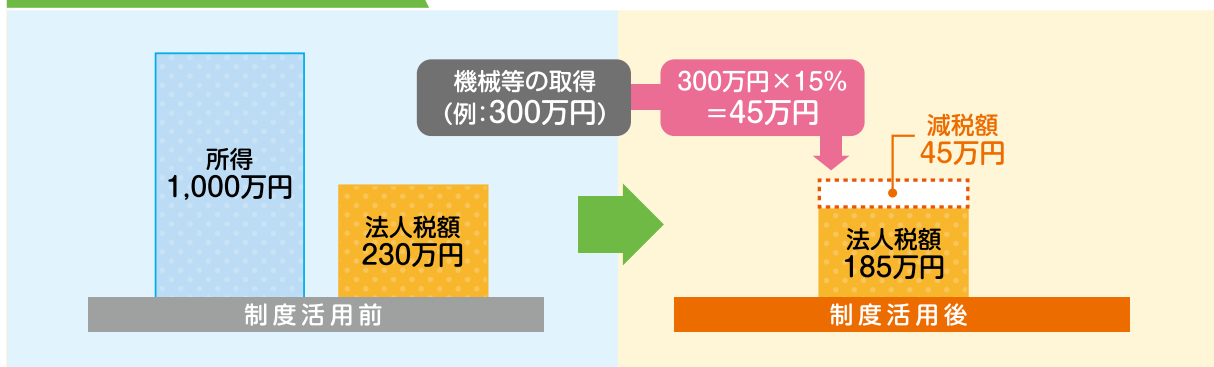 所得
1,000万円
法人税額
230万円
制度活用前
機械等の取得
(例:300万円)
300万円×15%
=45万円
減税額
45万円
法人税額
185万円
制度活用後